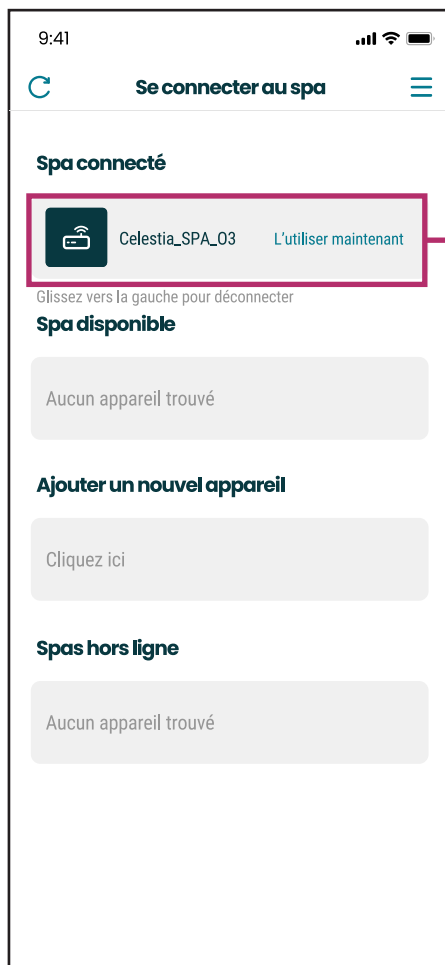 9:41
Se connecter au spa
Spa connecté
Celestia_SPA_03 L'utiliser maintenant
Glissez vers la gauche pour déconnecter
Spa disponible
Aucun appareil trouvé
Ajouter un nouvel appareil
Cliquez ici
Spas hors ligne
Aucun appareil trouvé